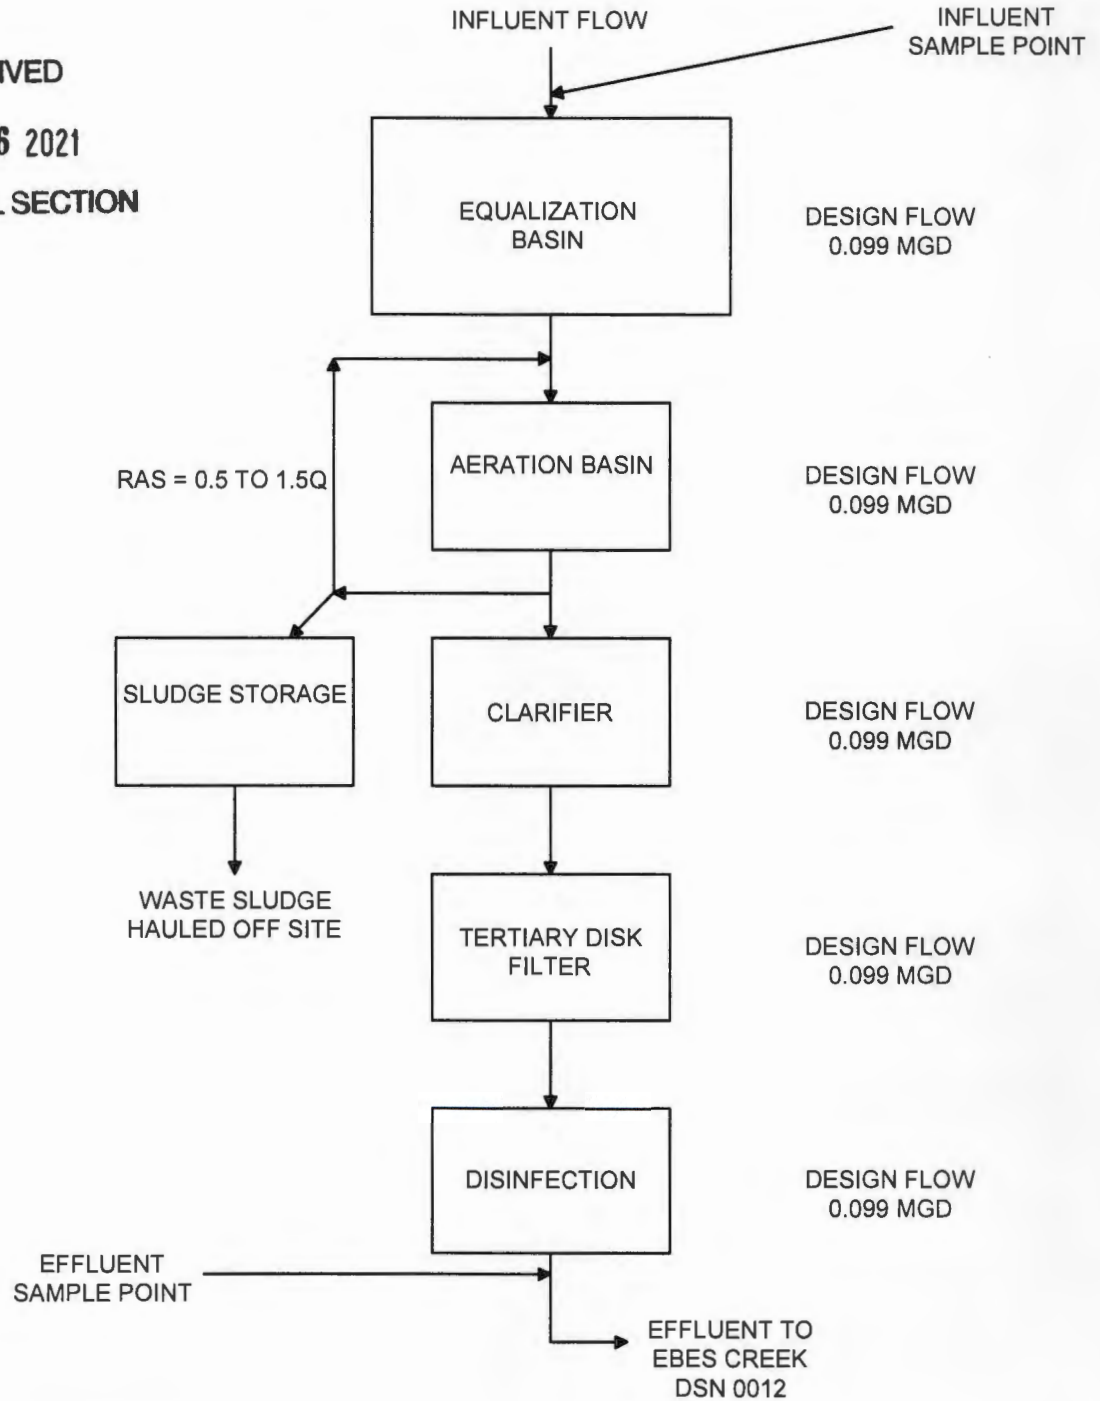 INFLUENT FLOW
INFLUENT
SAMPLE POINT
2021
SECTION
EQUALIZATION
BASIN
DESIGN FLOW
0.099 MGD
RAS = 0.5 TO 1.5Q
AERATION BASIN
DESIGN FLOW
0.099 MGD
SLUDGE STORAGE
CLARIFIER
DESIGN FLOW
0.099 MGD
WASTE SLUDGE
HAULED OFF SITE
TERTIARY DISK
FILTER
DESIGN FLOW
0.099 MGD
DISINFECTION
DESIGN FLOW
0.099 MGD
EFFLUENT
SAMPLE POINT
EFFLUENT TO
EBES CREEK
DSN 0012